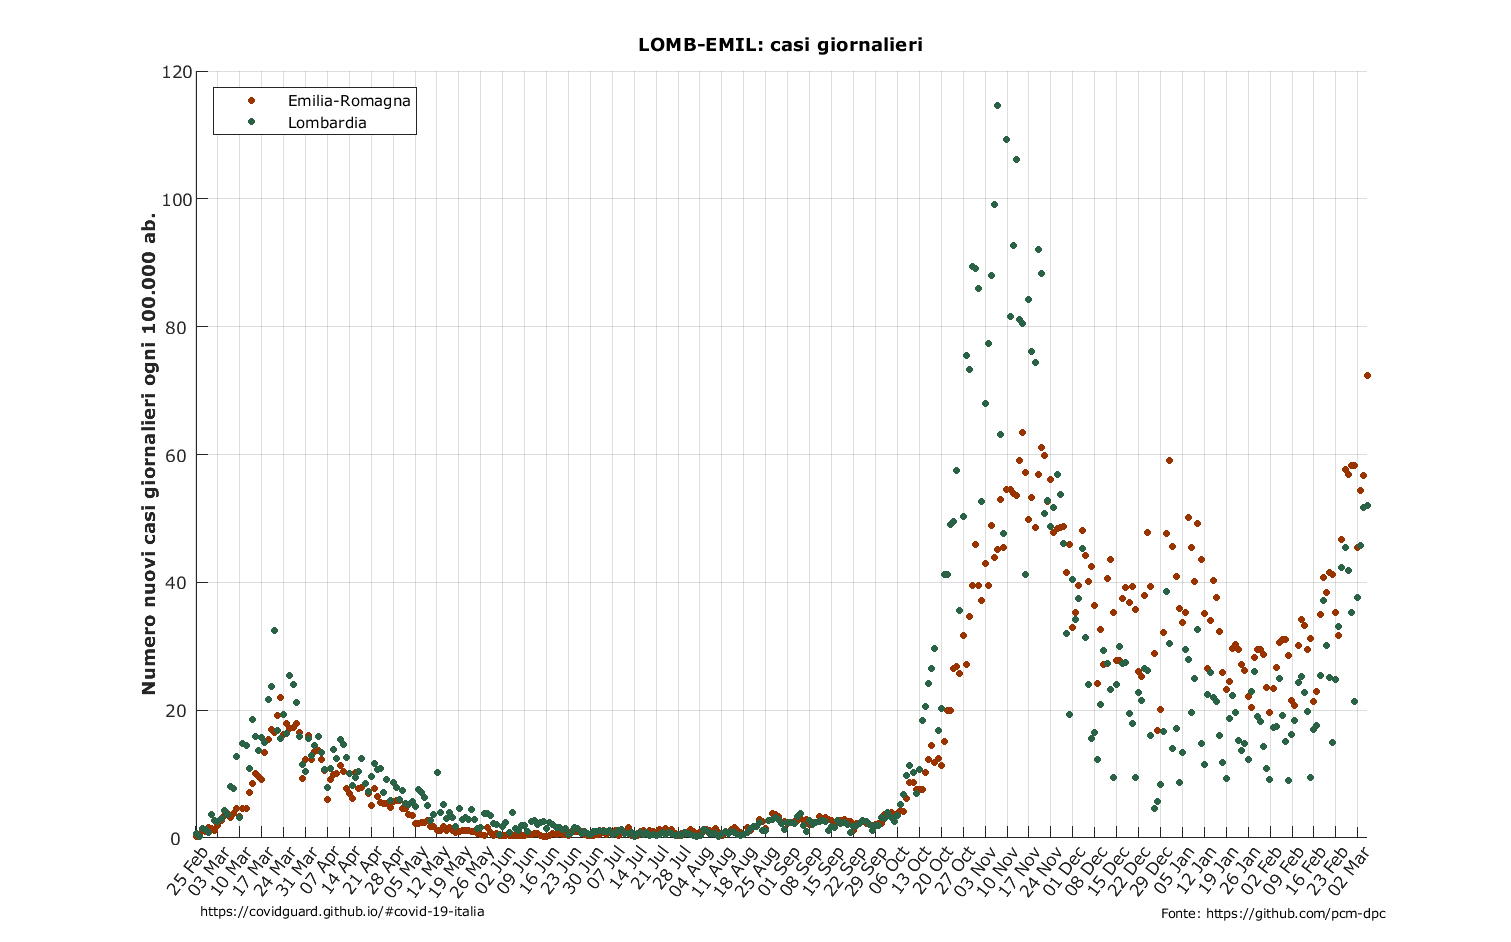 LOMB-EMIL: casi giornalieri
Numero nuovi casi giornalieri ogni 100.000 ab.
120
100
80
60
40
20
0
Emilia-Romagna
Lombardia
25 Feb
03 Mar
10 Mar
17 Mar
24 Mar
31 Mar
07 Apr
14 Apr
21 Apr
28 Apr
05 May
12 May
19 May
26 May
02 Jun
09 Jun
16 Jun
23 Jun
30 Jun
07 Jul
14 Jul
21 Jul
28 Jul
04 Aug
11 Aug
18 Aug
25 Aug
01 Sep
08 Sep
15 Sep
22 Sep
29 Sep
06 Oct
13 Oct
20 Oct
27 Oct
03 Nov
10 Nov
17 Nov
24 Nov
01 Dec
08 Dec
15 Dec
22 Dec
29 Dec
05 Jan
12 Jan
19 Jan
26 Jan
02 Feb
09 Feb
16 Feb
23 Feb
02 Mar
https://covidguard.github.io/#covid-19-italia
Fonte: https://github.com/pcm-dpc